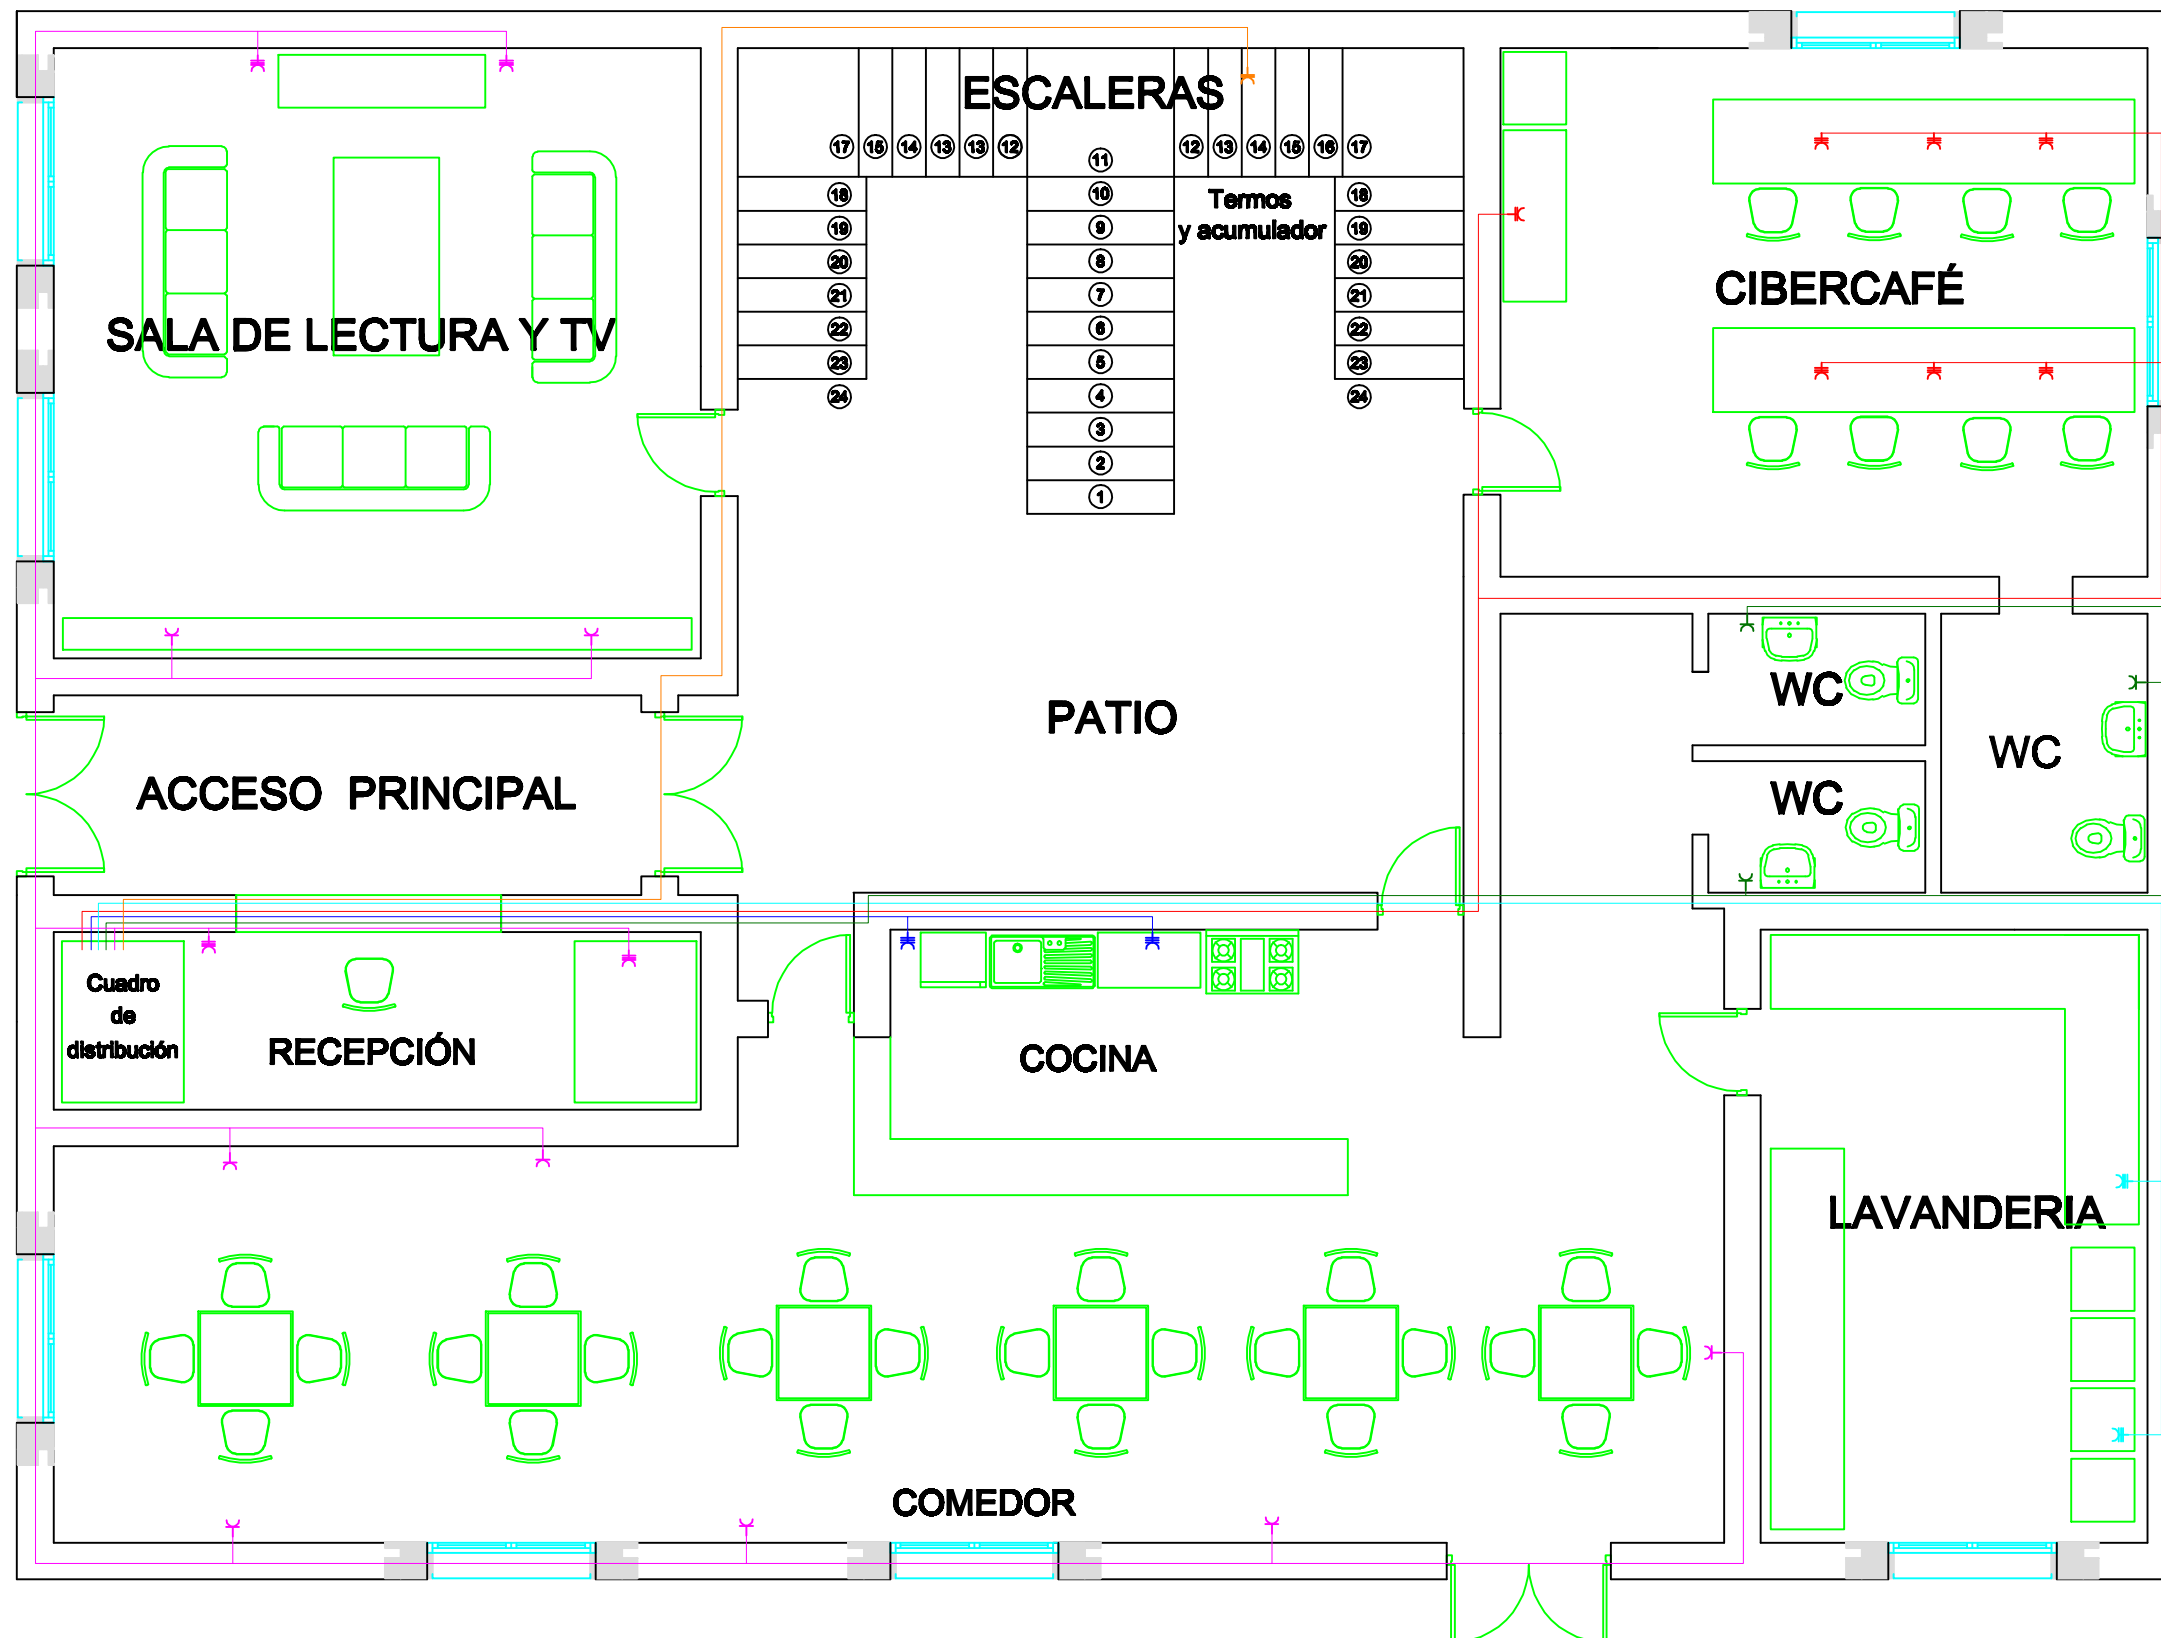 ESCALERAS
17 15 14 13 13 12 11 12 13 14 15 16 17
18 10 Termos 18
19 9 y acumulador 19
20 8 20
21 7 21
22 6 22
23 5 23
24 4 24
3
2
1
CIBERCAFÉ
SALA DE LECTURA Y TV
WC
PATIO
WC
ACCESO PRINCIPAL
WC
Cuadro
de
distribución
RECEPCIÓN
COCINA
LAVANDERIA
COMEDOR